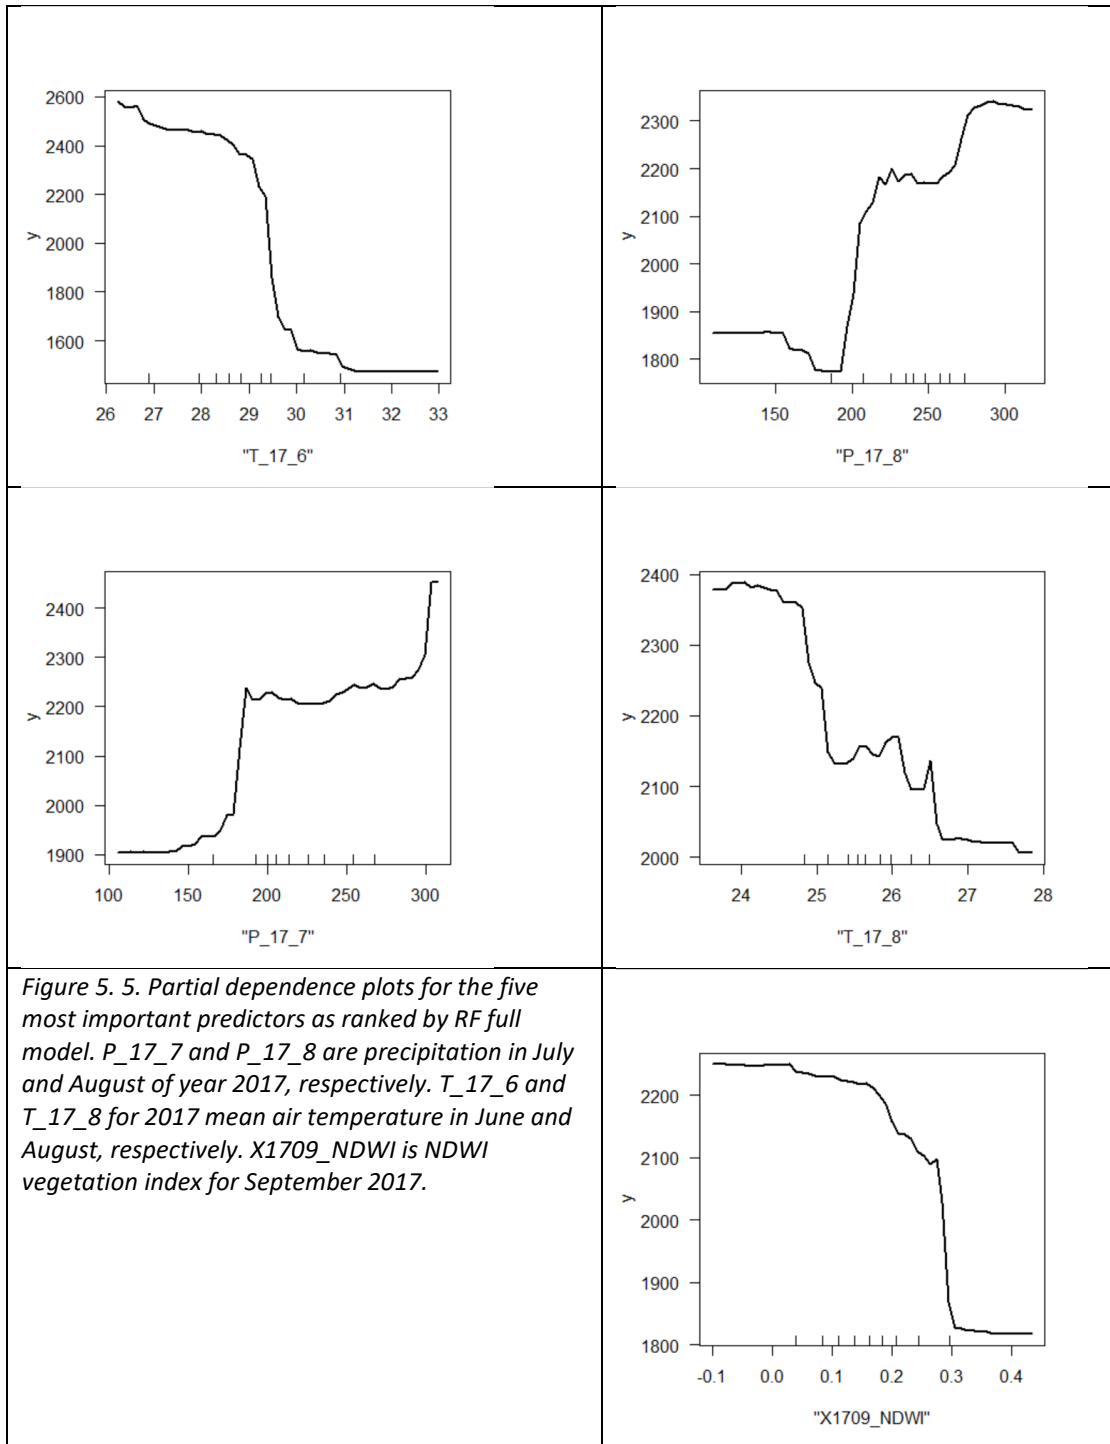 2600
2400
2200
2000
1800
1600
y
26 27 28 29 30 31 32 33
"T_17_6"
2300
2200
2100
2000
1900
1800
y
150 200 250 300
"P_17_8"
2400
2300
2200
2100
2000
1900
y
100 150 200 250 300
"P_17_7"
2400
2300
2200
2100
2000
y
24 25 26 27 28
"T_17_8"
Figure 5. 5. Partial dependence plots for the five
most important predictors as ranked by RF full
model. P_17_7 and P_17_8 are precipitation in July
and August of year 2017, respectively. T_17_6 and
T_17_8 for 2017 mean air temperature in June and
August, respectively. X1709_NDWI is NDWI
vegetation index for September 2017.
2200
2100
2000
1900
1800
y
-0.1 0.0 0.1 0.2 0.3 0.4
"X1709_NDWI"